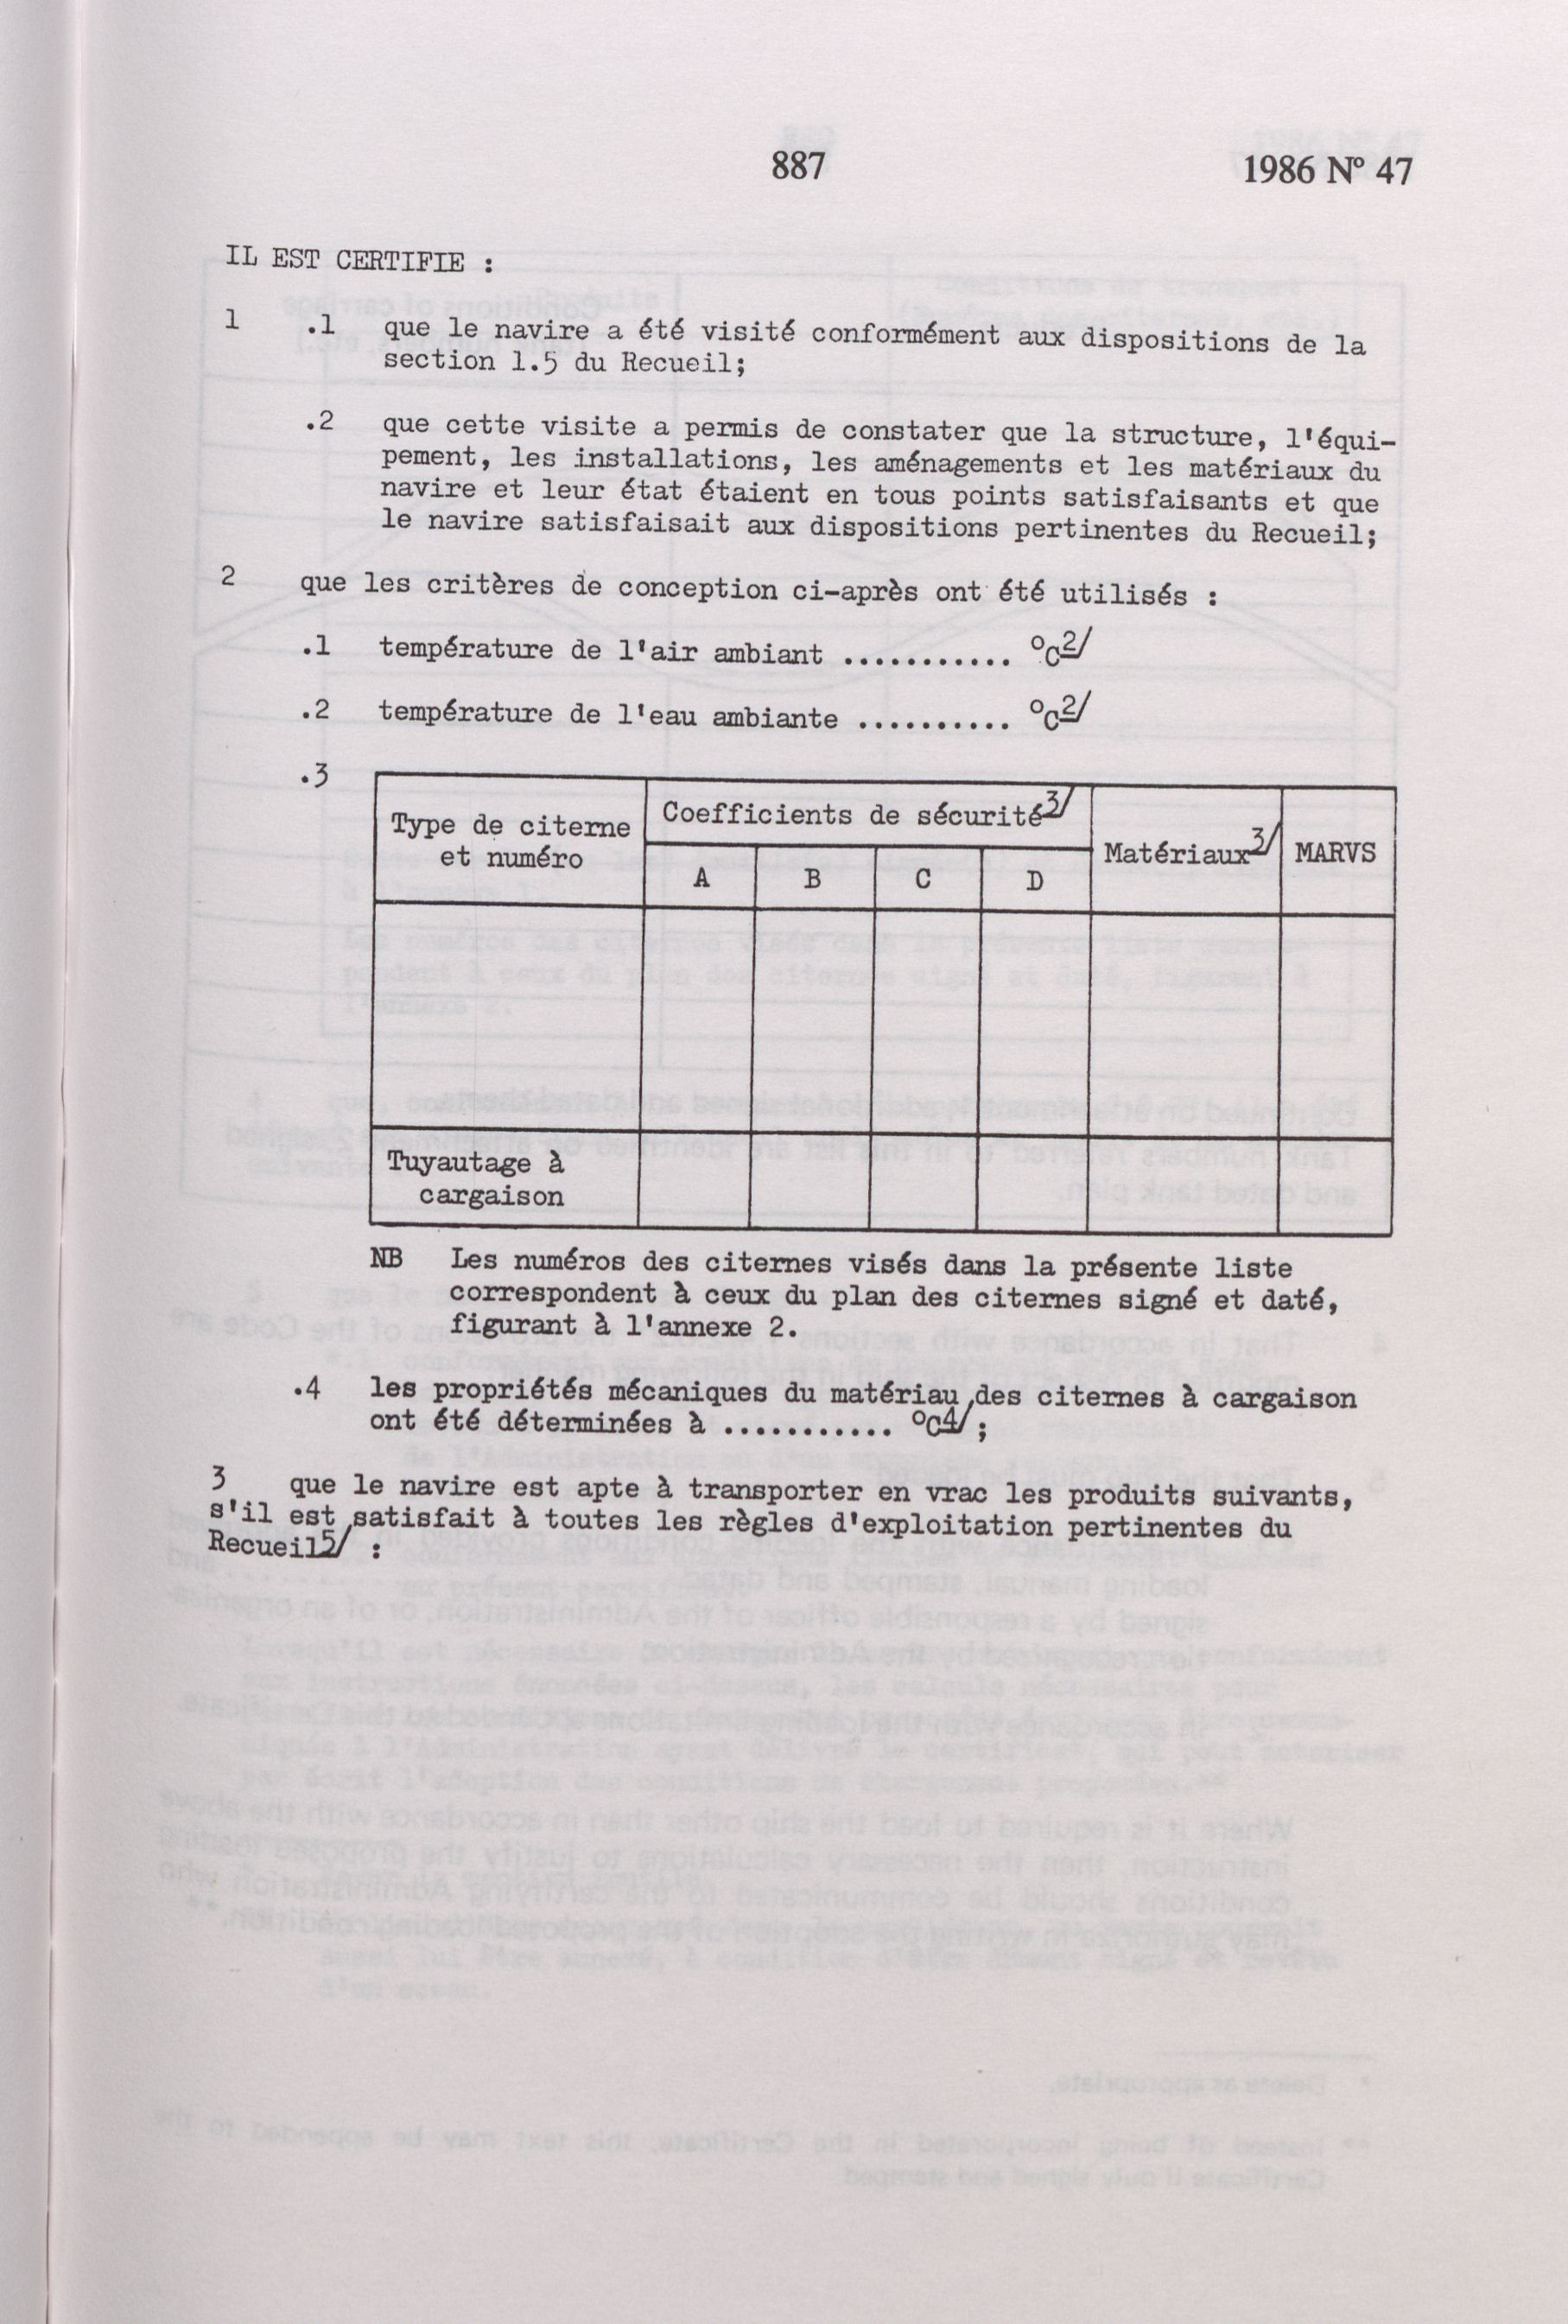 887
1986 Nº 47
IL EST CERTIFIE :
1 .1 que le navire a été visité conformément aux dispositions de la
section 1.5 du Recueil;
.2 que cette visite a permis de constater que la structure, l'équi-
pement, les installations, les aménagements et les matériaux du
navire et leur état étaient en tous points satisfaisants et que
le navire satisfaisait aux dispositions pertinentes du Recueil;
2 que les critères de conception ci-après ont été utilisés :
.1 température de l'air ambiant ........... ºC2/
.2 température de l'eau ambiante .......... ºC2/
.3
Type de citerne
et numéro
Coefficients de sécurité3/
A B C D
Matériaux3/
MARVS
Tuyautage à
cargaison
NB Les numéros des citernes visés dans la présente liste
correspondent à ceux du plan des citernes signé et daté,
figurant à l'annexe 2.
.4 les propriétés mécaniques du matériau des citernes à cargaison
ont été déterminées à ........... ºC4/ ;
3 que le navire est apte à transporter en vrac les produits suivants,
s'il est satisfait à toutes les règles d'exploitation pertinentes du
Recueil5/ :